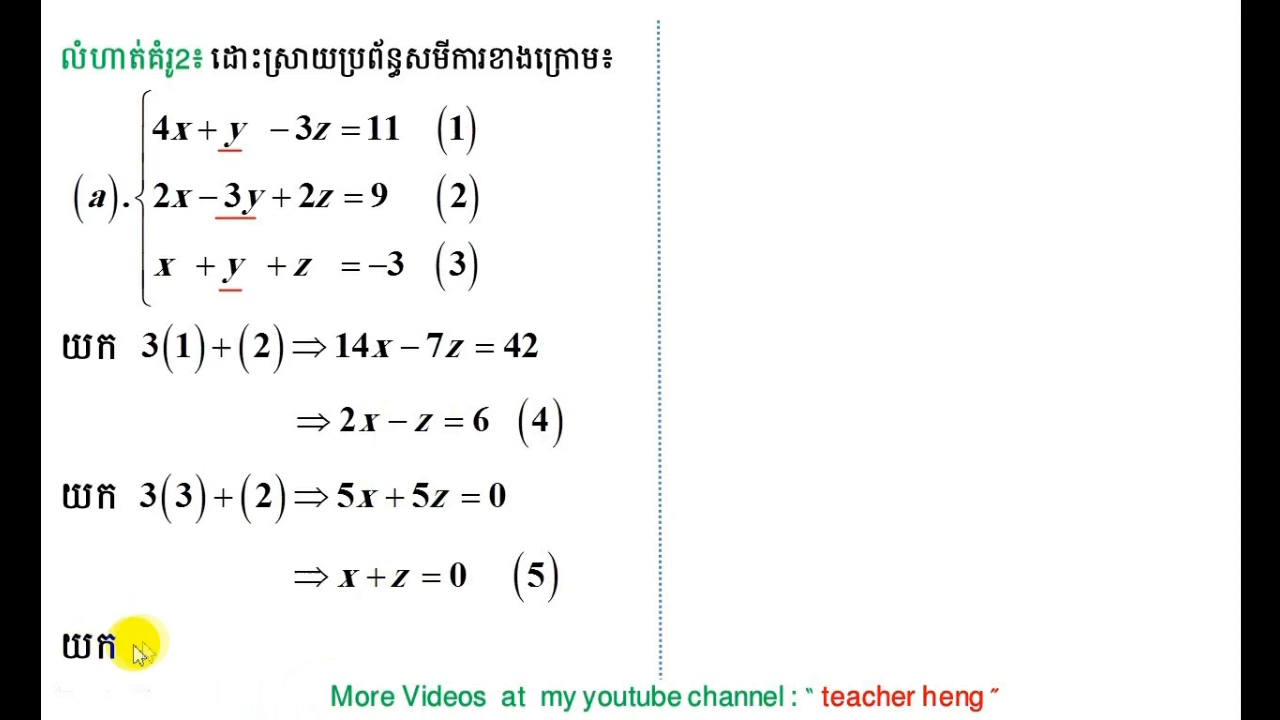 លំហាត់គំរូ2៖ ដោះស្រាយប្រព័ន្ធសមីការខាងក្រោម៖
4x + y − 3z = 11 (1)
(a). 2x − 3y + 2z = 9 (2)
x + y + z = −3 (3)
យក 3(1) + (2) ⇒ 14x − 7z = 42
⇒ 2x − z = 6 (4)
យក 3(3) + (2) ⇒ 5x + 5z = 0
⇒ x + z = 0 (5)
យក
More Videos at my youtube channel : “ teacher heng ”